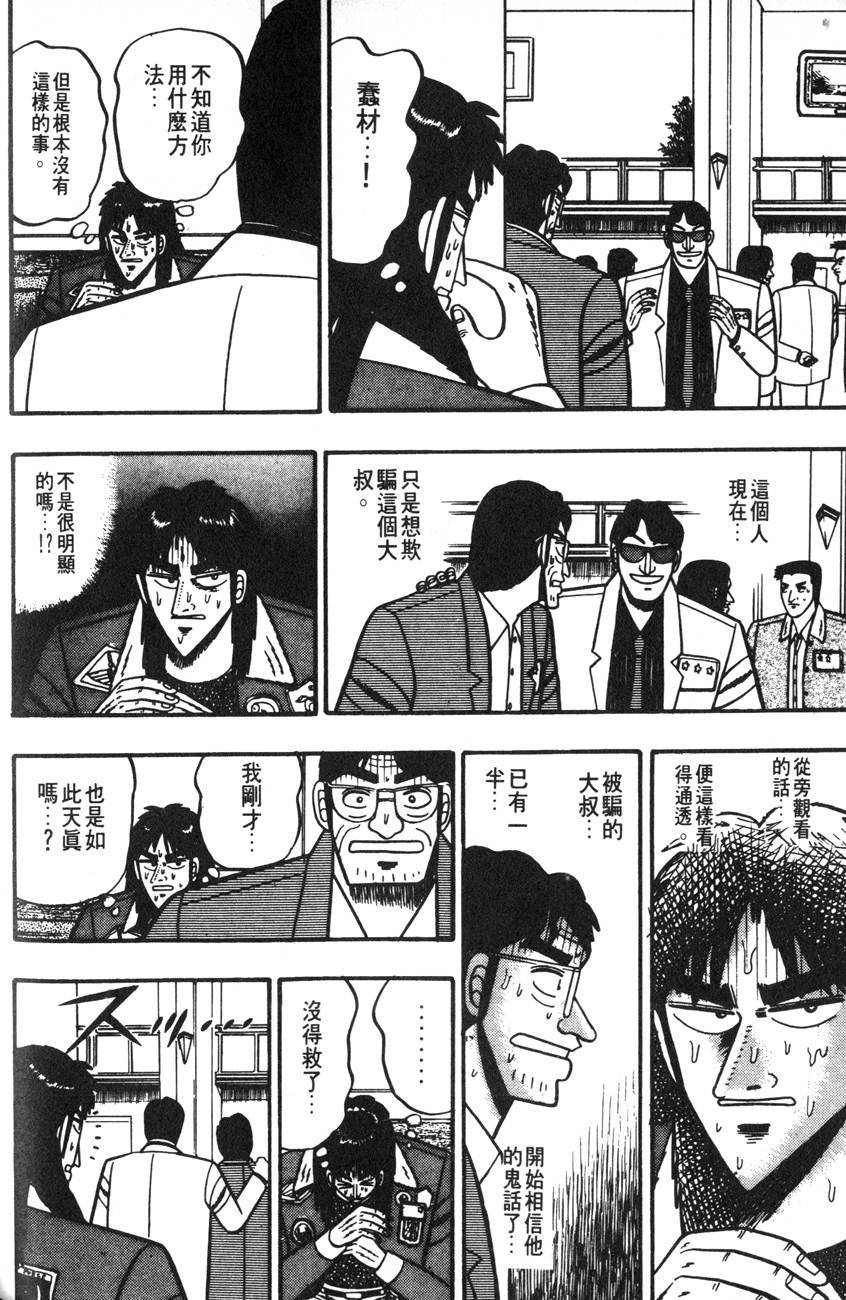 蠢材…！
不知道你
用什麼方
法…
但是根本沒有
這樣的事。
這個人
現在…
只是想欺
騙這個大
叔。
不是很明顯
的嗎…!?
從旁觀看
的話…
便這樣看
得通透。
被騙的
大叔…
已有一
半…
開始相信他
的鬼話了…
我剛才…
也是如
此天眞
嗎…？
……
沒得救了…
スッ…